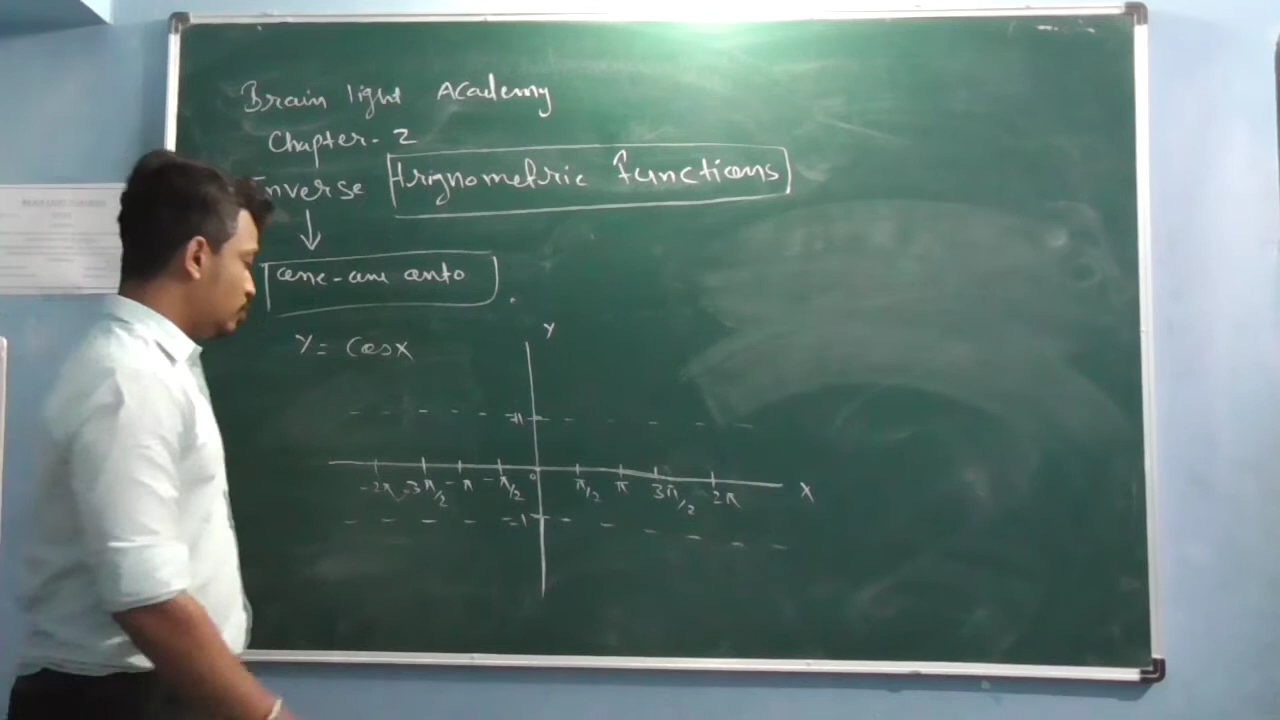 Brain light Academy
Chapter-2
Inverse trignometric functions
one-one onto
y = cosx
Y
+1
-2π -3π/2 -π -π/2 0 π/2 π 3π/2 2π X
-1